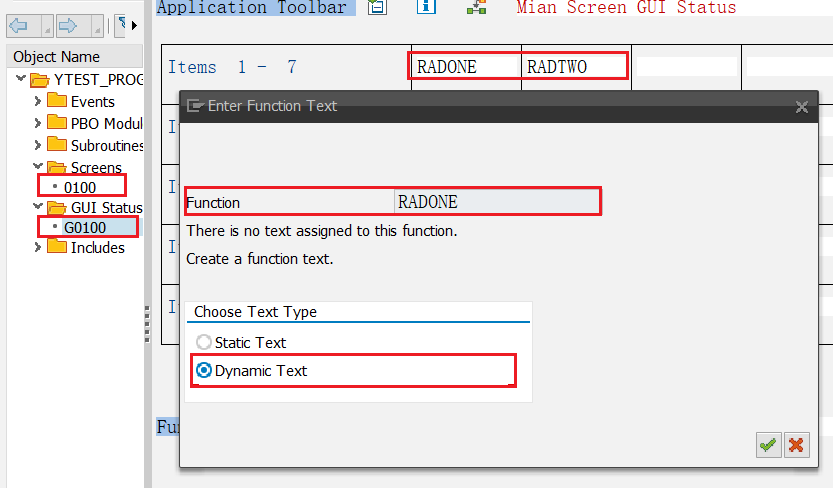 Application Toolbar Mian Screen GUI Status
Object Name
YTEST_PROG
Events
PBO Modul
Subroutines
Screens
0100
GUI Status
G0100
Includes
Items 1 - 7 RADONE RADTWO
Enter Function Text
Function RADONE
There is no text assigned to this function.
Create a function text.
Choose Text Type
Static Text
Dynamic Text